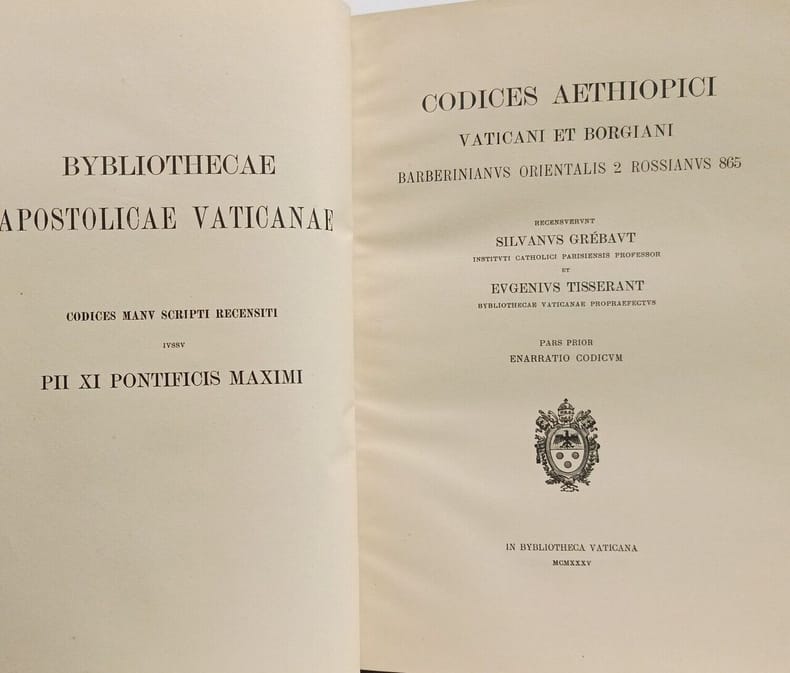 BYBLIOTHECAE
APOSTOLICAE VATICANAE
CODICES MANV SCRIPTI RECENSITI
IVSSV
PII XI PONTIFICIS MAXIMI
CODICES AETHIOPICI
VATICANI ET BORGIANI
BARBERINIANVS ORIENTALIS 2 ROSSIANVS 865
RECENSVERVNT
SILVANVS GRÉBAVT
INSTITVTI CATHOLICI PARISIENSIS PROFESSOR
ET
EVGENIVS TISSERANT
BYBLIOTHECAE VATICANAE PROPRAEFECTVS
PARS PRIOR
ENARRATIO CODICVM
IN BYBLIOTHECA VATICANA
MCMXXXV